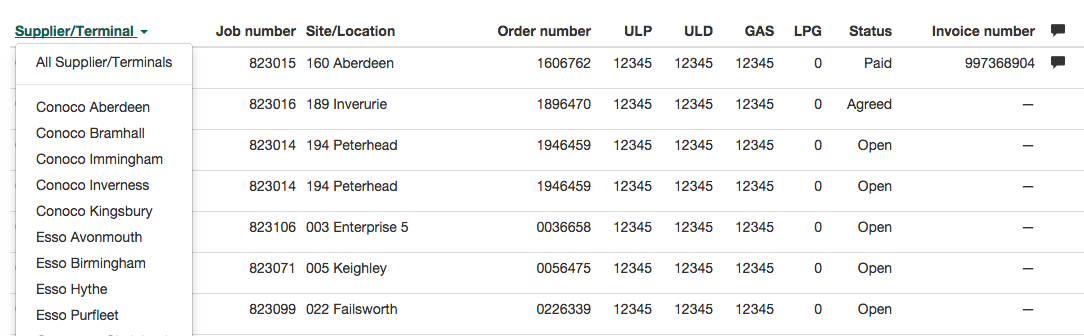 Supplier/Terminal Job number Site/Location Order number ULP ULD GAS LPG Status Invoice number
All Supplier/Terminals 823015 160 Aberdeen 1606762 12345 12345 12345 0 Paid 997368904
Conoco Aberdeen 823016 189 Inverurie 1896470 12345 12345 12345 0 Agreed —
Conoco Bramhall
Conoco Immingham 823014 194 Peterhead 1946459 12345 12345 12345 0 Open —
Conoco Inverness 823014 194 Peterhead 1946459 12345 12345 12345 0 Open —
Conoco Kingsbury
Esso Avonmouth 823106 003 Enterprise 5 0036658 12345 12345 12345 0 Open —
Esso Birmingham 823071 005 Keighley 0056475 12345 12345 12345 0 Open —
Esso Hythe
Esso Purfleet 823099 022 Failsworth 0226339 12345 12345 12345 0 Open —